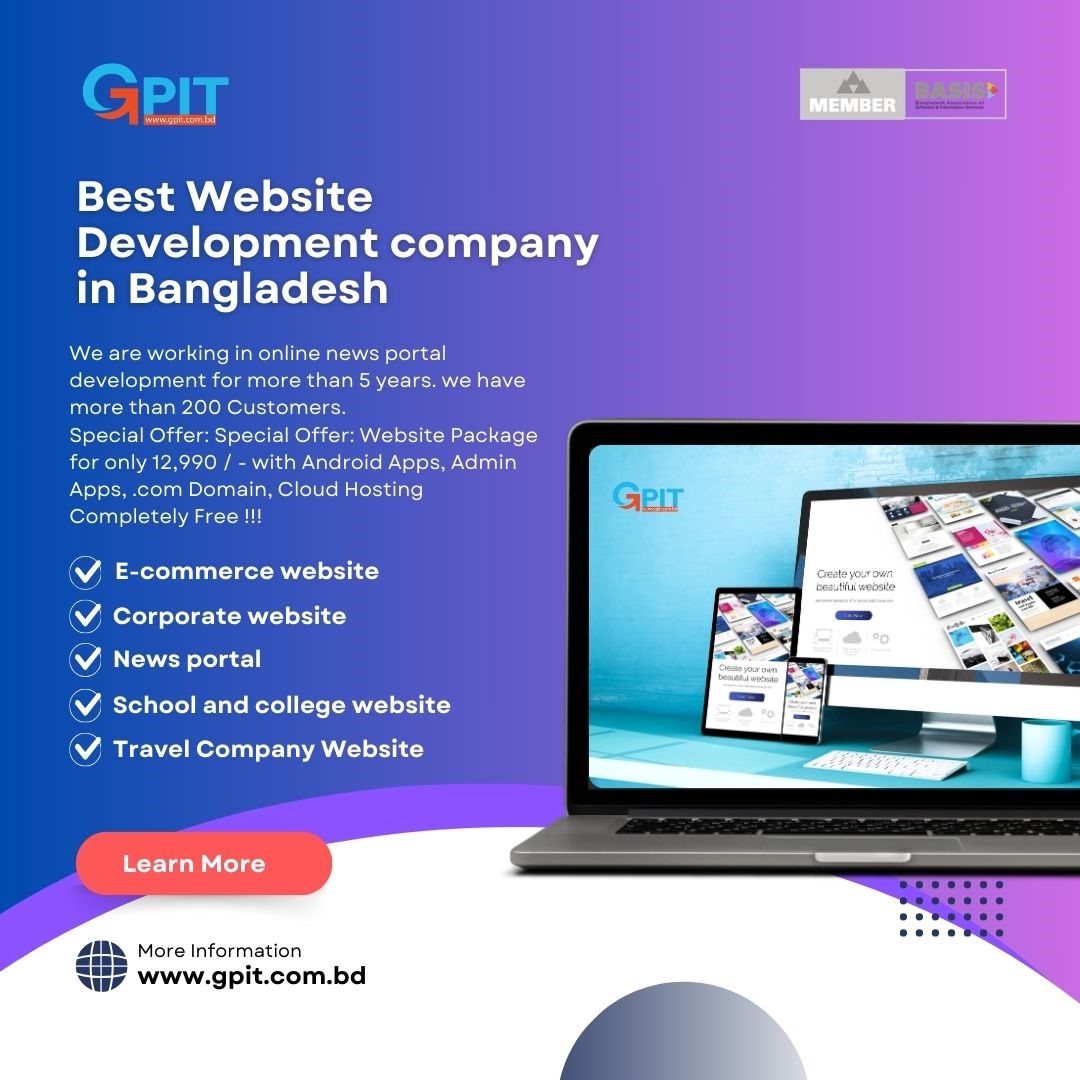 GPIT
www.gpit.com.bd
MEMBER
BASIS
Bangladesh Association of
Software & Information Services
Best Website
Development company
in Bangladesh
We are working in online news portal
development for more than 5 years. we have
more than 200 Customers.
Special Offer: Special Offer: Website Package
for only 12,990 / - with Android Apps, Admin
Apps, .com Domain, Cloud Hosting
Completely Free !!!
E-commerce website
Corporate website
News portal
School and college website
Travel Company Website
GPIT
www.gpit.com.bd
Create your own
beautiful website
Create your own
beautiful website
Learn More
More Information
www.gpit.com.bd